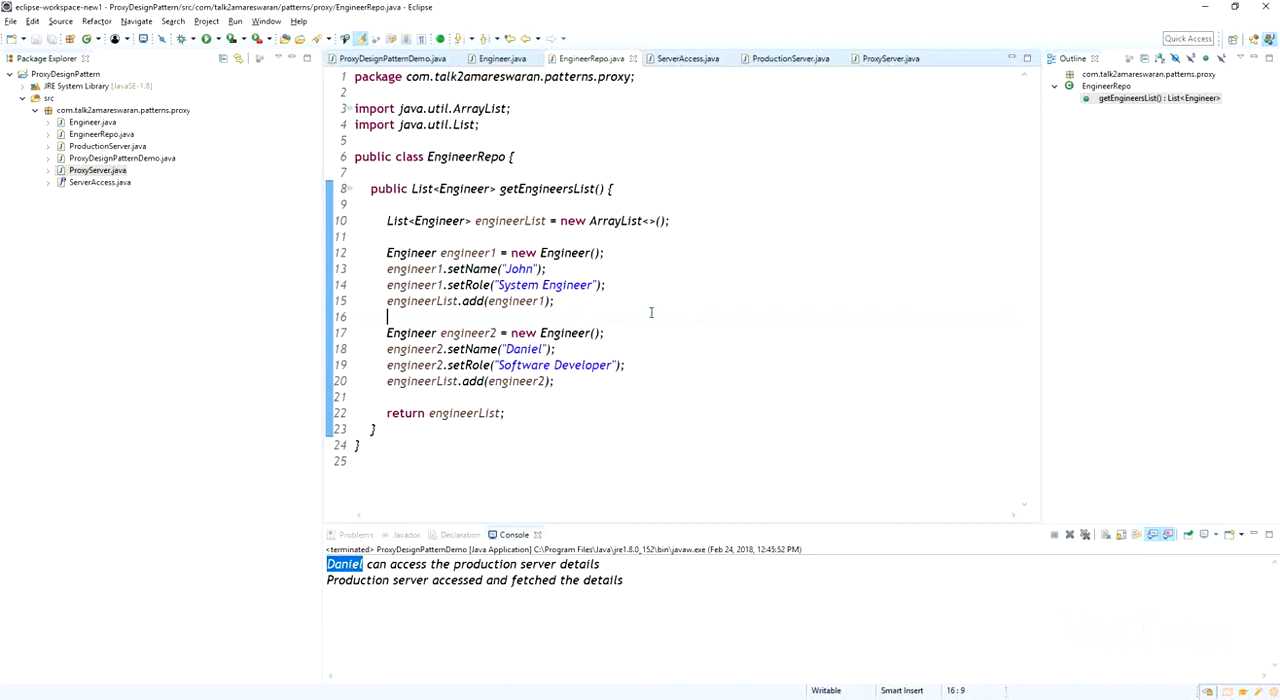 eclipse-workspace-new1 - ProxyDesignPattern/src/com/talk2amareswaran/patterns/proxy/EngineerRepo.java - Eclipse
File Edit Source Refactor Navigate Search Project Run Window Help
Quick Access
Package Explorer
ProxyDesignPattern
JRE System Library [JavaSE-1.8]
src
com.talk2amareswaran.patterns.proxy
Engineer.java
EngineerRepo.java
ProductionServer.java
ProxyDesignPatternDemo.java
ProxyServer.java
ServerAccess.java
ProxyDesignPatternDemo.java Engineer.java EngineerRepo.java ServerAccess.java ProductionServer.java ProxyServer.java
1 package com.talk2amareswaran.patterns.proxy;
2
3 import java.util.ArrayList;
4 import java.util.List;
5
6 public class EngineerRepo {
7
8 public List<Engineer> getEngineersList() {
9
10 List<Engineer> engineerList = new ArrayList<>();
11
12 Engineer engineer1 = new Engineer();
13 engineer1.setName("John");
14 engineer1.setRole("System Engineer");
15 engineerList.add(engineer1);
16
17 Engineer engineer2 = new Engineer();
18 engineer2.setName("Daniel");
19 engineer2.setRole("Software Developer");
20 engineerList.add(engineer2);
21
22 return engineerList;
23 }
24 }
25
Outline
com.talk2amareswaran.patterns.proxy
EngineerRepo
getEngineersList() : List<Engineer>
Problems Javadoc Declaration Console
<terminated> ProxyDesignPatternDemo [Java Application] C:\Program Files\Java\jre1.8.0_152\bin\javaw.exe (Feb 24, 2018, 12:45:52 PM)
Daniel can access the production server details
Production server accessed and fetched the details
Writable Smart Insert 16 : 9